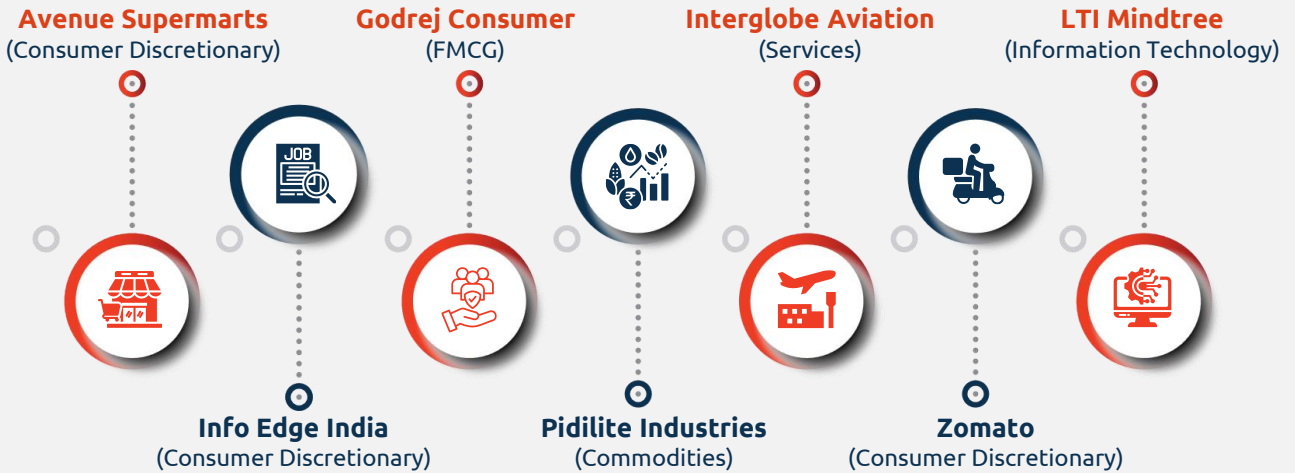 Avenue Supermarts
(Consumer Discretionary)
Godrej Consumer
(FMCG)
Interglobe Aviation
(Services)
LTI Mindtree
(Information Technology)
JOB
₹
Info Edge India
(Consumer Discretionary)
Pidilite Industries
(Commodities)
Zomato
(Consumer Discretionary)